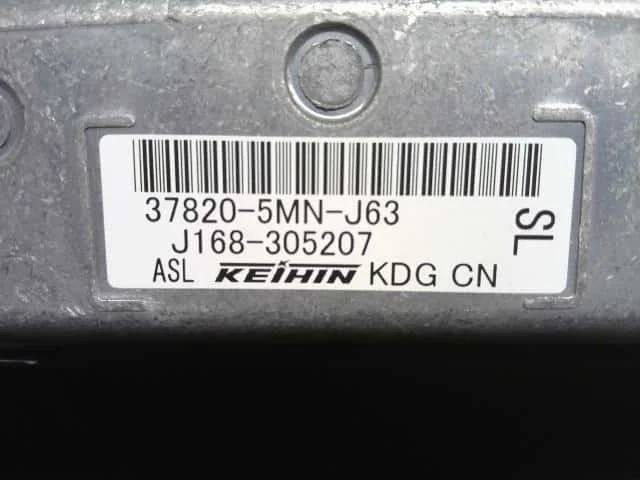 37820-5MN-J63
J168-305207
ASL KEIHIN KDG CN
SL